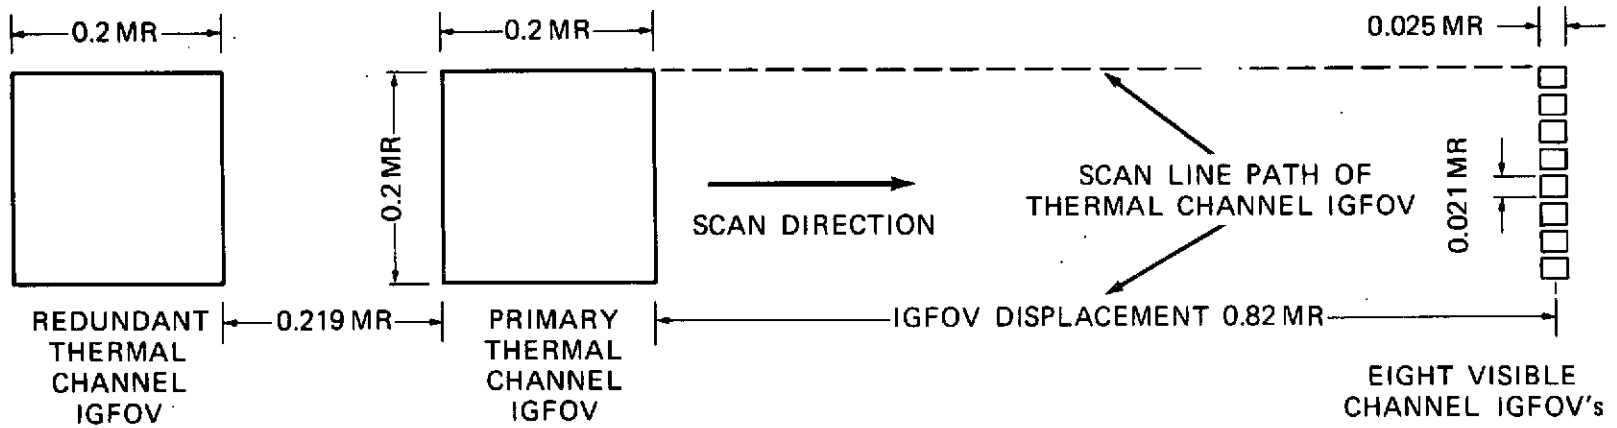 0.2 MR
0.2 MR
0.025 MR
0.2 MR
SCAN DIRECTION
SCAN LINE PATH OF
THERMAL CHANNEL IGFOV
0.021 MR
0.219 MR
IGFOV DISPLACEMENT 0.82 MR
REDUNDANT
THERMAL
CHANNEL
IGFOV
PRIMARY
THERMAL
CHANNEL
IGFOV
EIGHT VISIBLE
CHANNEL IGFOV's